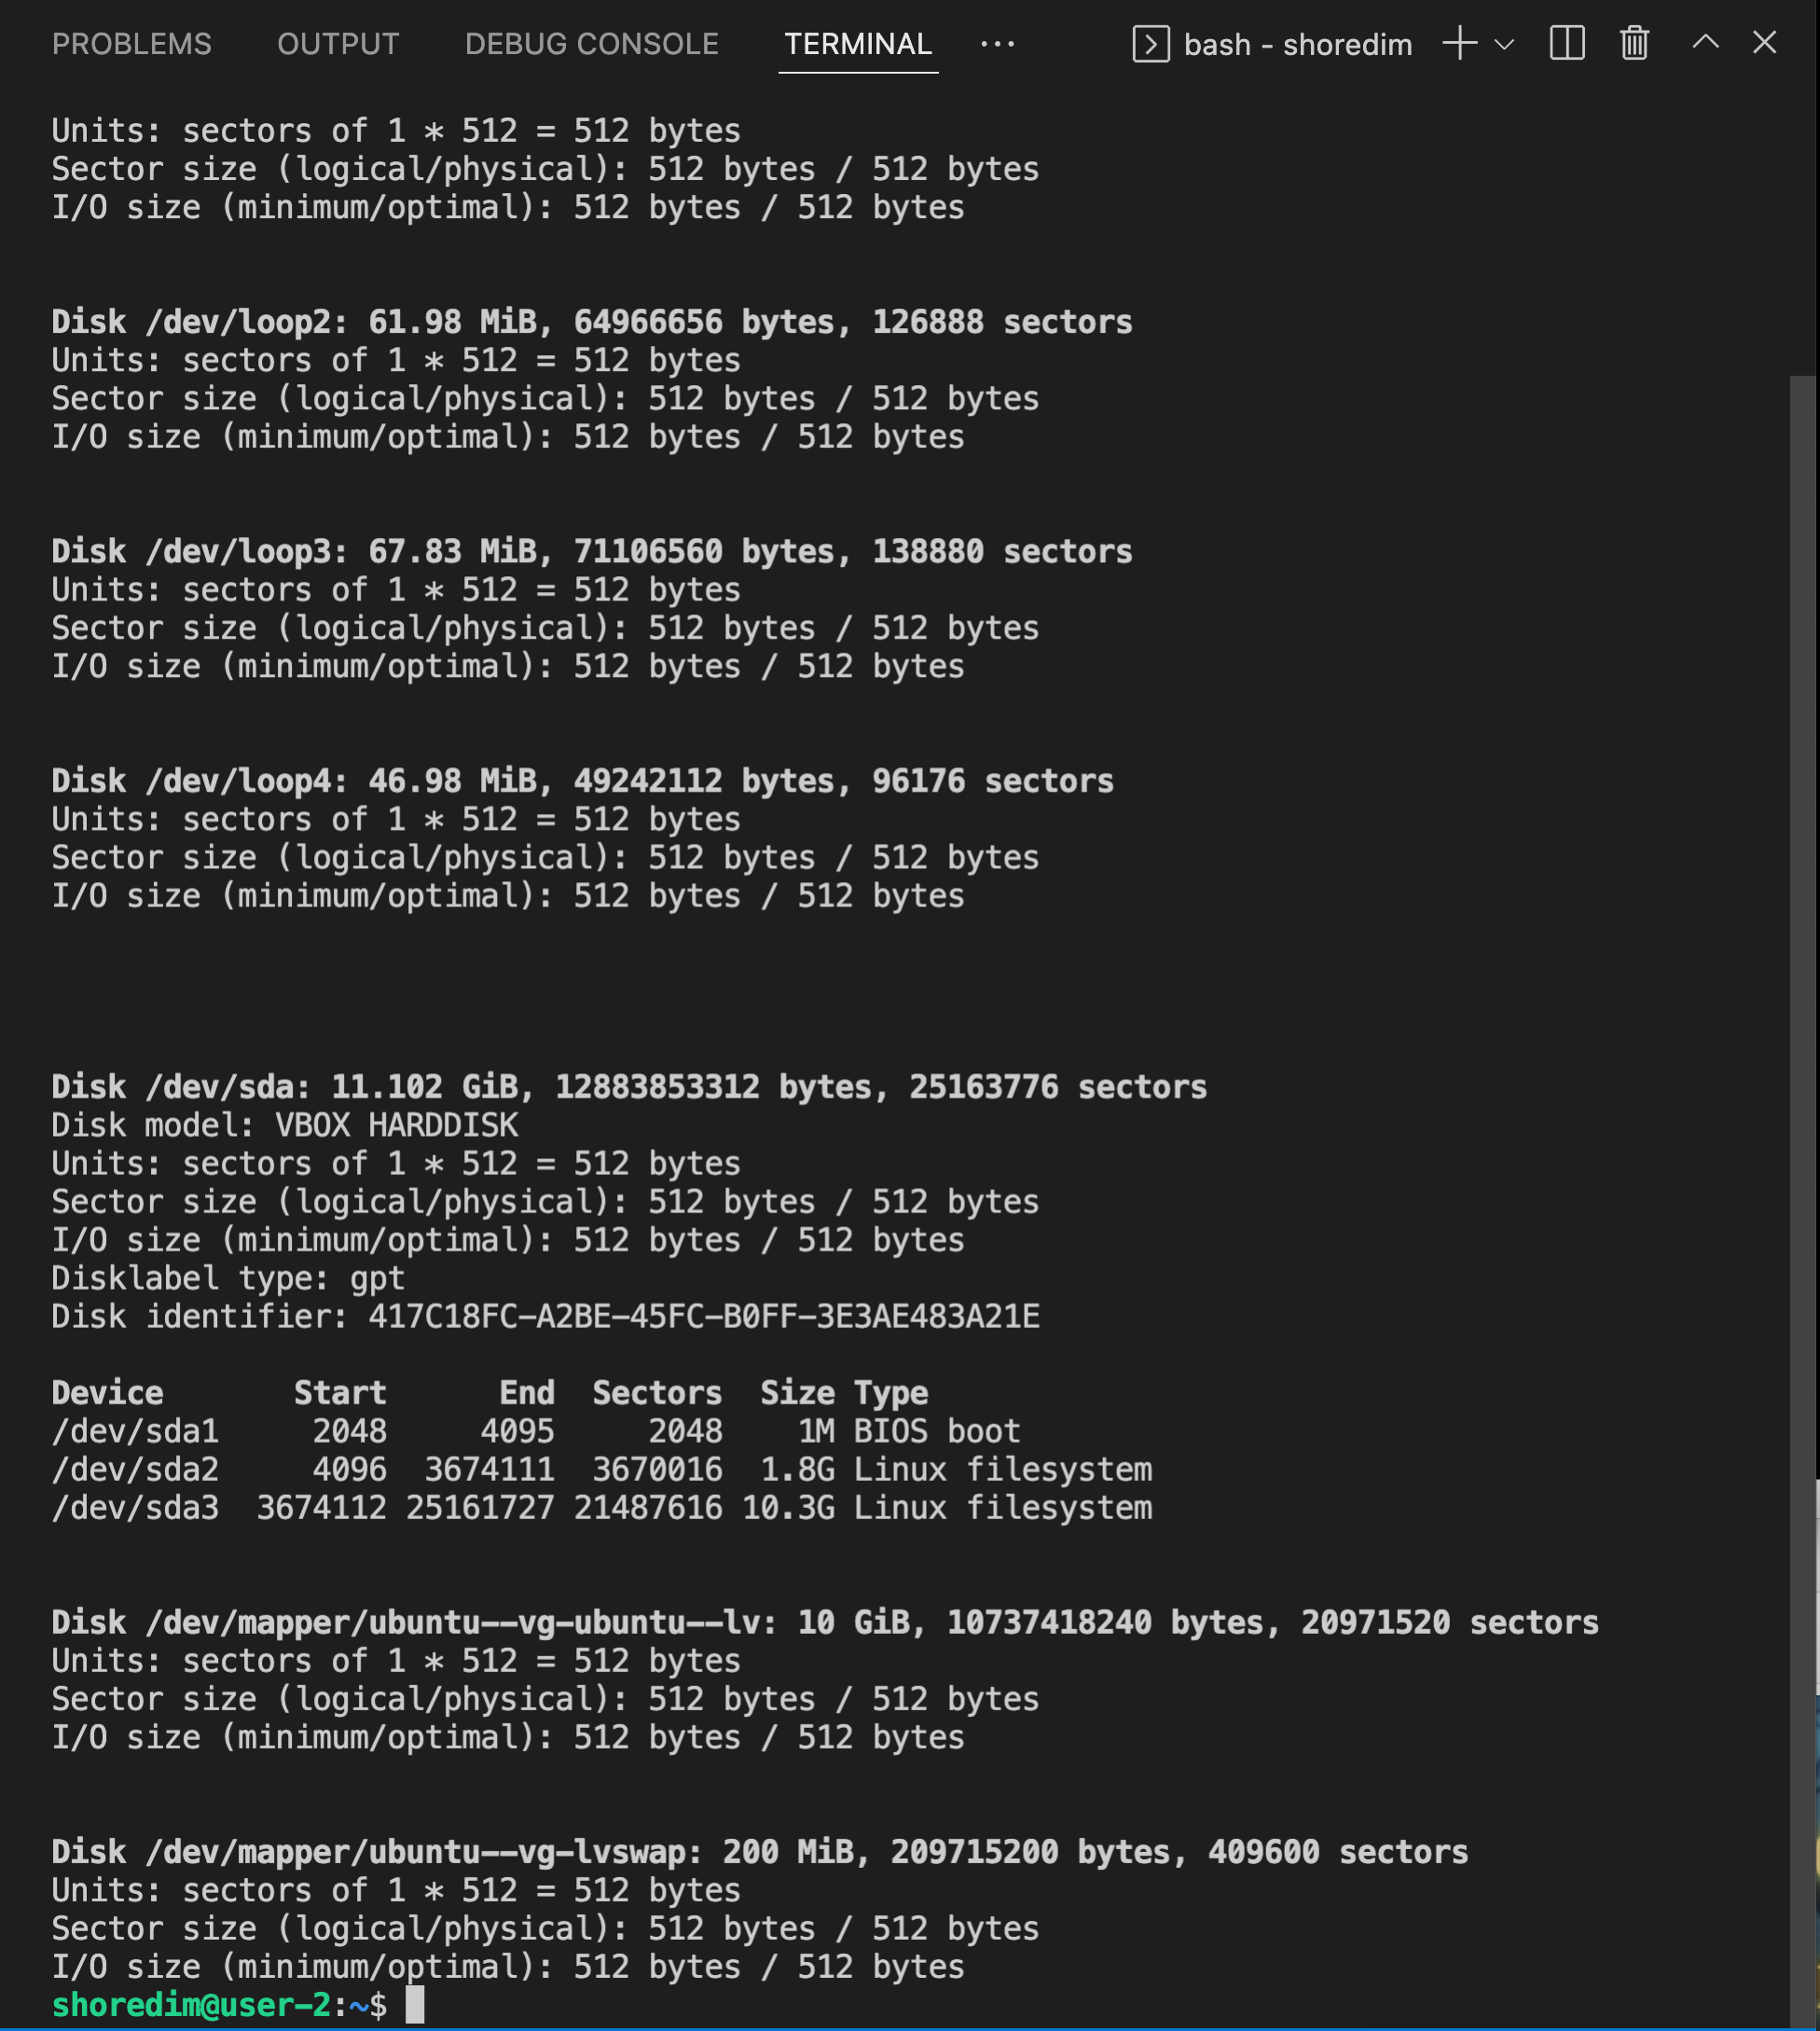 PROBLEMS OUTPUT DEBUG CONSOLE TERMINAL ··· bash - shoredim
Units: sectors of 1 * 512 = 512 bytes
Sector size (logical/physical): 512 bytes / 512 bytes
I/O size (minimum/optimal): 512 bytes / 512 bytes
Disk /dev/loop2: 61.98 MiB, 64966656 bytes, 126888 sectors
Units: sectors of 1 * 512 = 512 bytes
Sector size (logical/physical): 512 bytes / 512 bytes
I/O size (minimum/optimal): 512 bytes / 512 bytes
Disk /dev/loop3: 67.83 MiB, 71106560 bytes, 138880 sectors
Units: sectors of 1 * 512 = 512 bytes
Sector size (logical/physical): 512 bytes / 512 bytes
I/O size (minimum/optimal): 512 bytes / 512 bytes
Disk /dev/loop4: 46.98 MiB, 49242112 bytes, 96176 sectors
Units: sectors of 1 * 512 = 512 bytes
Sector size (logical/physical): 512 bytes / 512 bytes
I/O size (minimum/optimal): 512 bytes / 512 bytes
Disk /dev/sda: 11.102 GiB, 12883853312 bytes, 25163776 sectors
Disk model: VBOX HARDDISK
Units: sectors of 1 * 512 = 512 bytes
Sector size (logical/physical): 512 bytes / 512 bytes
I/O size (minimum/optimal): 512 bytes / 512 bytes
Disklabel type: gpt
Disk identifier: 417C18FC-A2BE-45FC-B0FF-3E3AE483A21E
Device Start End Sectors Size Type
/dev/sda1 2048 4095 2048 1M BIOS boot
/dev/sda2 4096 3674111 3670016 1.8G Linux filesystem
/dev/sda3 3674112 25161727 21487616 10.3G Linux filesystem
Disk /dev/mapper/ubuntu--vg-ubuntu--lv: 10 GiB, 10737418240 bytes, 20971520 sectors
Units: sectors of 1 * 512 = 512 bytes
Sector size (logical/physical): 512 bytes / 512 bytes
I/O size (minimum/optimal): 512 bytes / 512 bytes
Disk /dev/mapper/ubuntu--vg-lvswap: 200 MiB, 209715200 bytes, 409600 sectors
Units: sectors of 1 * 512 = 512 bytes
Sector size (logical/physical): 512 bytes / 512 bytes
I/O size (minimum/optimal): 512 bytes / 512 bytes
shoredim@user-2:~$